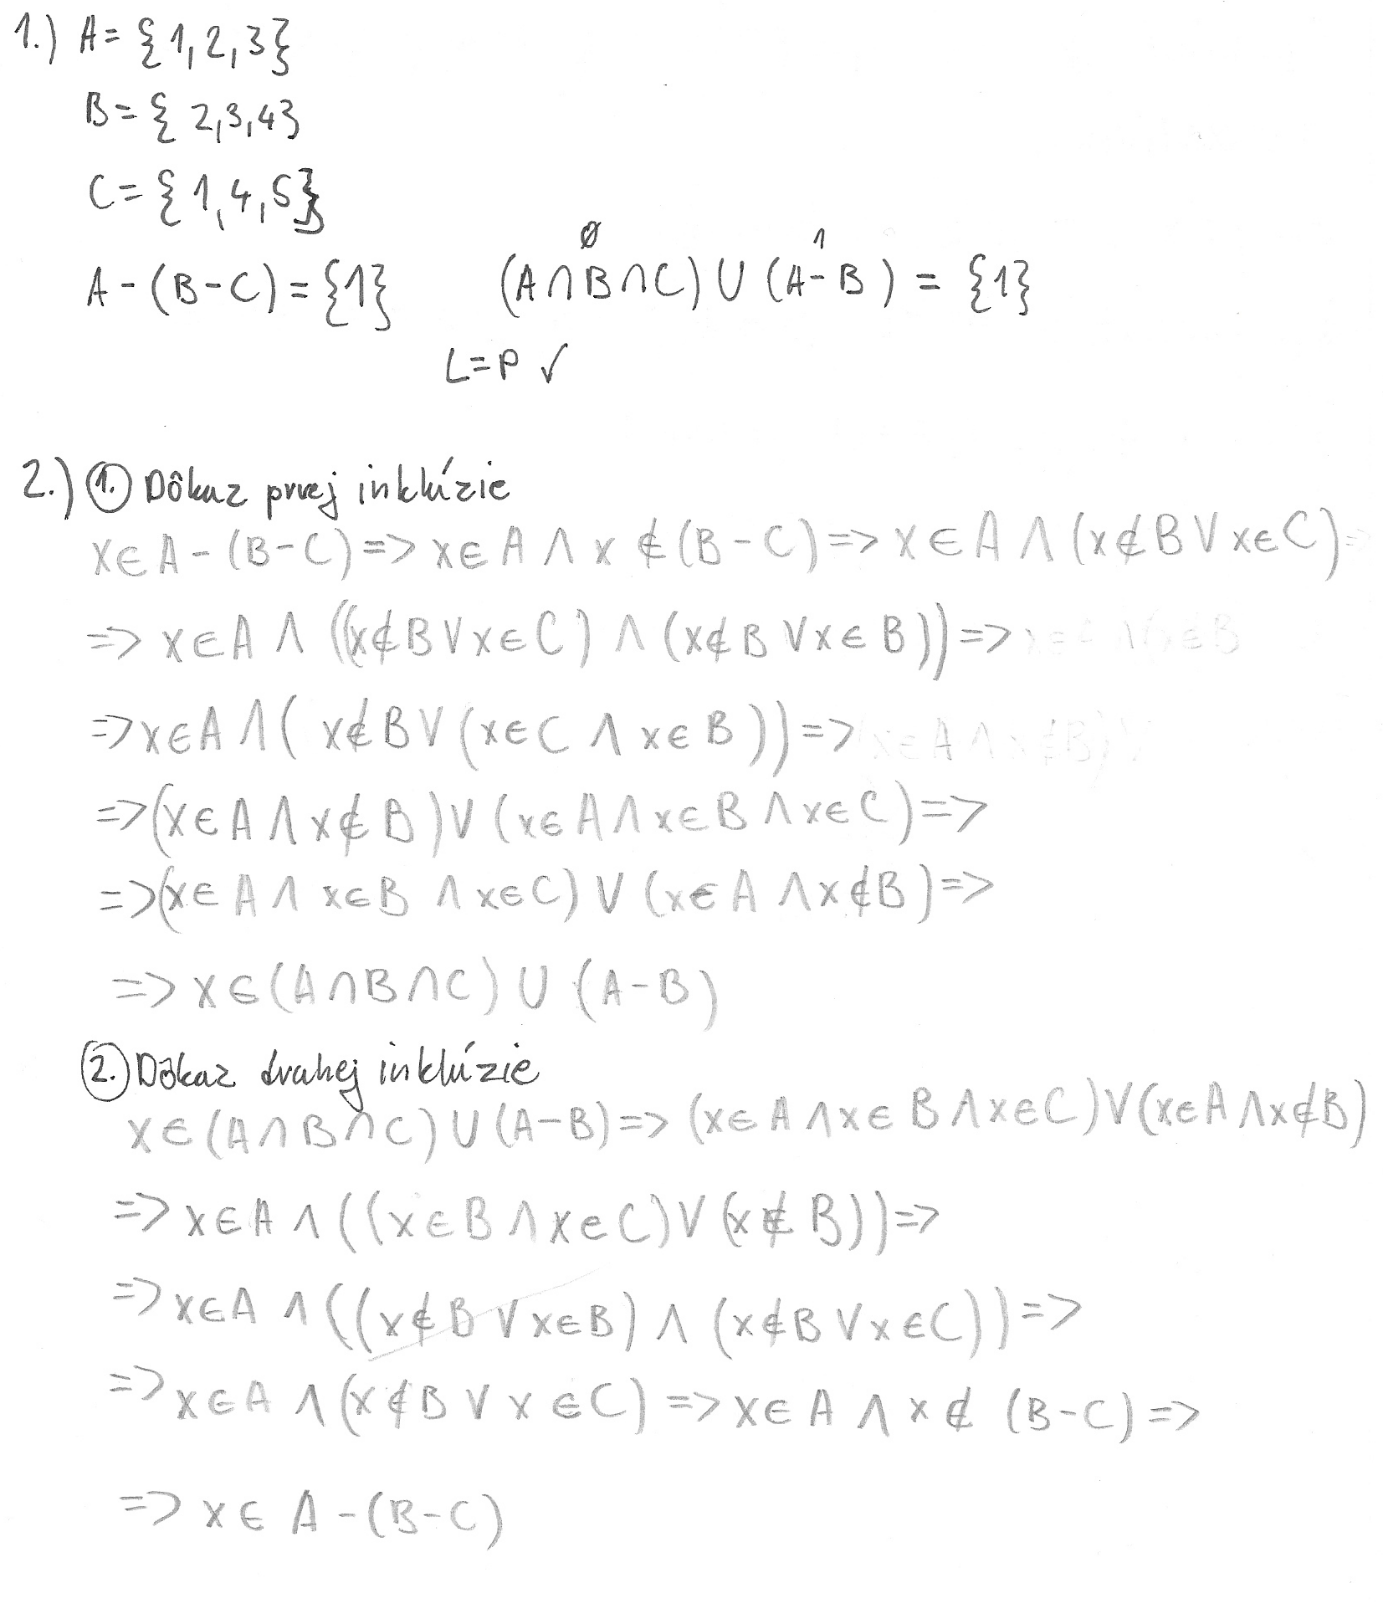 1.) A = {1,2,3}
B = {2,3,4}
C = {1,4,5}
∅ 1
A - (B - C) = {1} (A ∩ B ∩ C) ∪ (A - B) = {1}
L = P ✓
2.) 1. Dôkaz prvej inklúzie
x ∈ A - (B - C) => x ∈ A ∧ x ∉ (B - C) => x ∈ A ∧ (x ∉ B ∨ x ∈ C) =>
=> x ∈ A ∧ ((x ∉ B ∨ x ∈ C) ∧ (x ∉ B ∨ x ∈ B)) =>
=> x ∈ A ∧ (x ∉ B ∨ (x ∈ C ∧ x ∈ B)) =>
=> (x ∈ A ∧ x ∉ B) ∨ (x ∈ A ∧ x ∈ B ∧ x ∈ C) =>
=> (x ∈ A ∧ x ∈ B ∧ x ∈ C) ∨ (x ∈ A ∧ x ∉ B) =>
=> x ∈ (A ∩ B ∩ C) ∪ (A - B)
2. Dôkaz druhej inklúzie
x ∈ (A ∩ B ∩ C) ∪ (A - B) => (x ∈ A ∧ x ∈ B ∧ x ∈ C) ∨ (x ∈ A ∧ x ∉ B)
=> x ∈ A ∧ ((x ∈ B ∧ x ∈ C) ∨ (x ∉ B)) =>
=> x ∈ A ∧ ((x ∉ B ∨ x ∈ B) ∧ (x ∉ B ∨ x ∈ C)) =>
=> x ∈ A ∧ (x ∉ B ∨ x ∈ C) => x ∈ A ∧ x ∉ (B - C) =>
=> x ∈ A - (B - C)